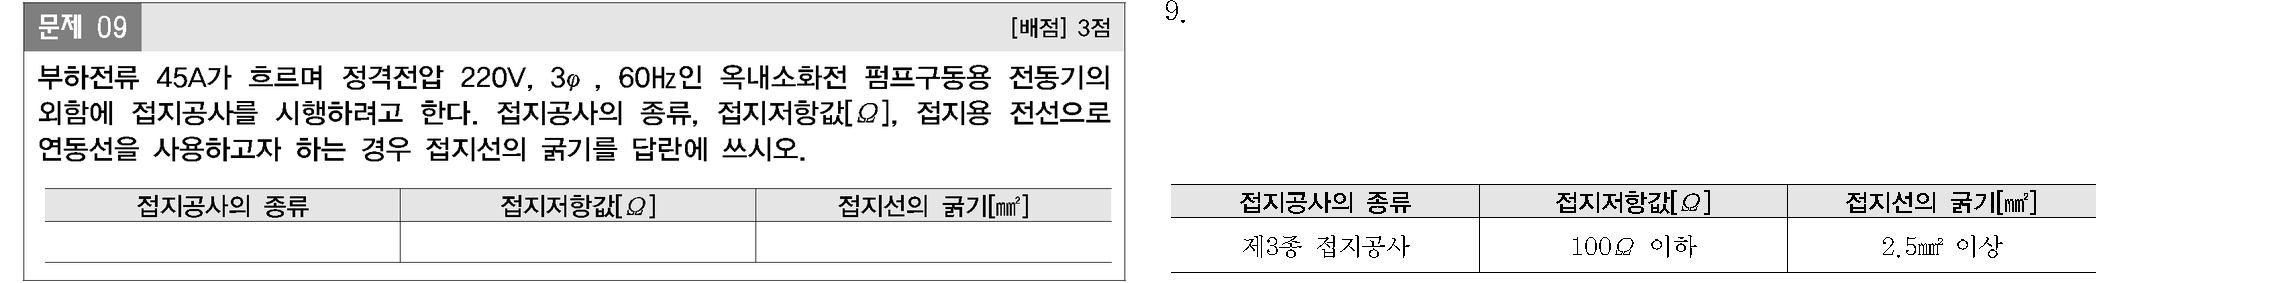 문제 09
[배점] 3점
부하전류 45A가 흐르며 정격전압 220V, 3φ , 60㎐인 옥내소화전 펌프구동용 전동기의
외함에 접지공사를 시행하려고 한다. 접지공사의 종류, 접지저항값[Ω], 접지용 전선으로
연동선을 사용하고자 하는 경우 접지선의 굵기를 답란에 쓰시오.
접지공사의 종류 접지저항값[Ω] 접지선의 굵기[㎟]
9.
접지공사의 종류 접지저항값[Ω] 접지선의 굵기[㎟]
제3종 접지공사 100Ω 이하 2.5㎟ 이상